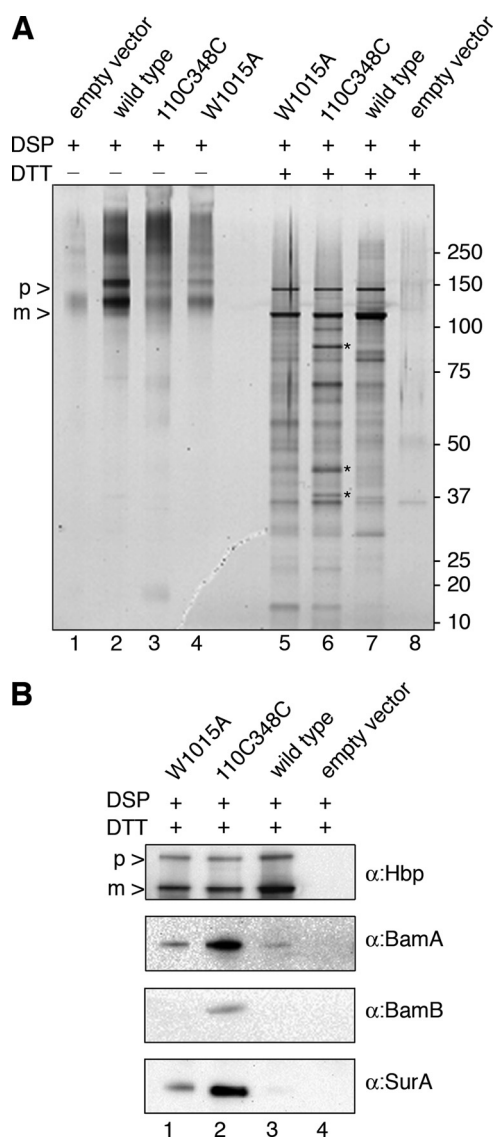 A
empty vector wild type 110C348C W1015A W1015A 110C348C wild type empty vector
DSP + + + + + + + +
DTT − − − − + + + +
250
p > 150
m > 100
* 75
50
* 37
*
25
20
10
1 2 3 4 5 6 7 8
B
W1015A 110C348C wild type empty vector
DSP + + + +
DTT + + + +
p >
m > α:Hbp
α:BamA
α:BamB
α:SurA
1 2 3 4